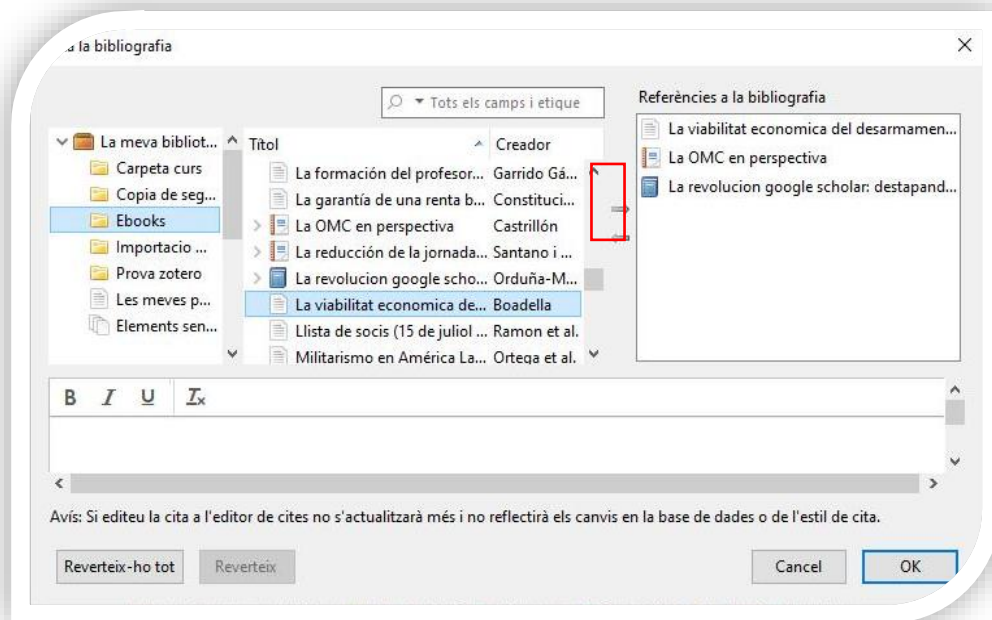 a la bibliografia
Tots els camps i etique
Referències a la bibliografia
La meva bibliot...
Carpeta curs
Copia de seg...
Ebooks
Importacio ...
Prova zotero
Les meves p...
Elements sen...
Títol Creador
La formación del profesor... Garrido Gá...
La garantía de una renta b... Constituci...
La OMC en perspectiva Castrillón
La reducción de la jornada... Santano i ...
La revolucion google scho... Orduña-M...
La viabilitat economica de... Boadella
Llista de socis (15 de juliol ... Ramon et al.
Militarismo en América La... Ortega et al.
La viabilitat economica del desarmamen...
La OMC en perspectiva
La revolucion google scholar: destapand...
B I U Tx
Avís: Si editeu la cita a l'editor de cites no s'actualitzarà més i no reflectirà els canvis en la base de dades o de l'estil de cita.
Reverteix-ho tot Reverteix Cancel OK